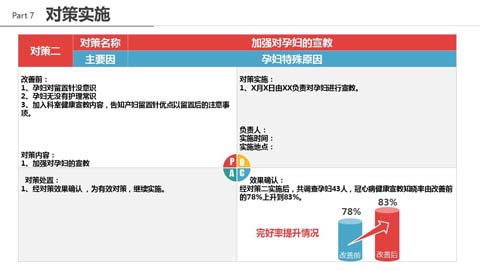 Part 7 对策实施
对策二
对策名称
加强对孕妇的宣教
主要因
孕妇特殊原因
改善前：
1、孕妇对留置针没意识
2、孕妇无没有护理常识
3、加入科室健康宣教内容，告知产妇留置针优点以留置后的注意事
项。
对策内容：
1、加强对孕妇的宣教
对策实施：
1、X月X日由XX负责对孕妇进行宣教。
负责人：
实施时间：
实施地点：
P
Q
A
C
对策处置：
1、经对策效果确认，为有效对策，继续实施。
效果确认：
经对策二实施后，共调查孕妇43人，冠心病健康宣教知晓率由改善前
的78%上升到83%。
完好率提升情况
78%
83%
改善前
改善后